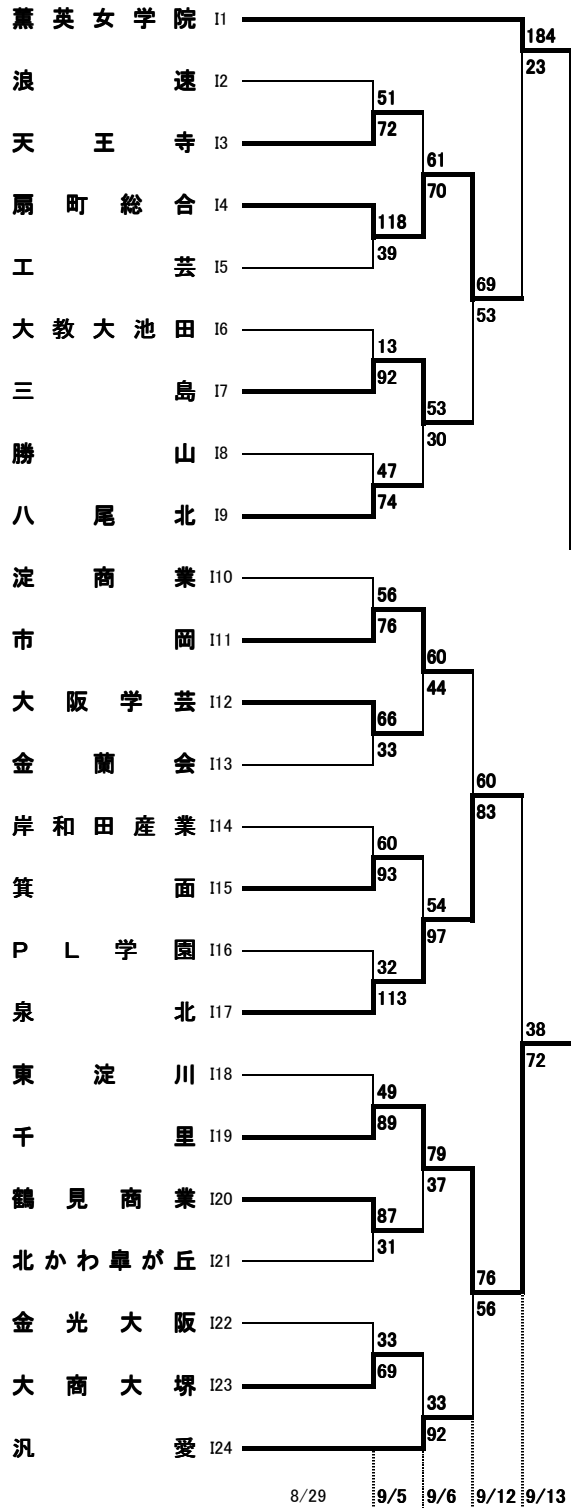 薫英女学院 I1
184
23
浪速 I2
51
72
天王寺 I3
61
70
扇町総合 I4
118
39
工芸 I5
69
53
大教大池田 I6
13
92
三島 I7
53
30
勝山 I8
47
74
八尾北 I9
淀商業 I10
56
76
市岡 I11
60
44
大阪学芸 I12
66
33
金蘭会 I13
60
83
岸和田産業 I14
60
93
箕面 I15
54
97
PL学園 I16
32
113
泉北 I17
38
72
東淀川 I18
49
89
千里 I19
79
37
鶴見商業 I20
87
31
北かわ皐が丘 I21
76
56
金光大阪 I22
33
69
大商大堺 I23
33
92
汎愛 I24
8/29 9/5 9/6 9/12 9/13